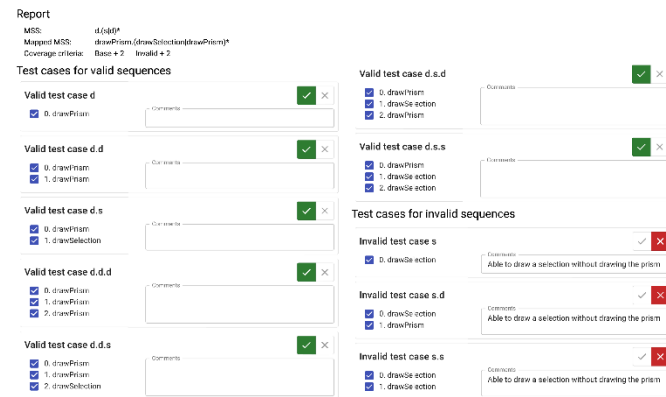 Report
MSS: d.(s|d)*
Mapped MSS: drawPrism.(drawSelection|drawPrism)*
Coverage criteria: Base + 2 Invalid + 2
Test cases for valid sequences
Valid test case d
0. drawPrism
Comments
Valid test case d.d
0. drawPrism
1. drawPrism
Comments
Valid test case d.s
0. drawPrism
1. drawSelection
Comments
Valid test case d.d.d
0. drawPrism
1. drawPrism
2. drawPrism
Comments
Valid test case d.d.s
0. drawPrism
1. drawPrism
2. drawSelection
Comments
Valid test case d.s.d
0. drawPrism
1. drawSelection
2. drawPrism
Comments
Valid test case d.s.s
0. drawPrism
1. drawSelection
2. drawSelection
Comments
Test cases for invalid sequences
Invalid test case s
0. drawSelection
Comments
Able to draw a selection without drawing the prism
Invalid test case s.d
0. drawSelection
1. drawPrism
Comments
Able to draw a selection without drawing the prism
Invalid test case s.s
0. drawSelection
1. drawSelection
Comments
Able to draw a selection without drawing the prism